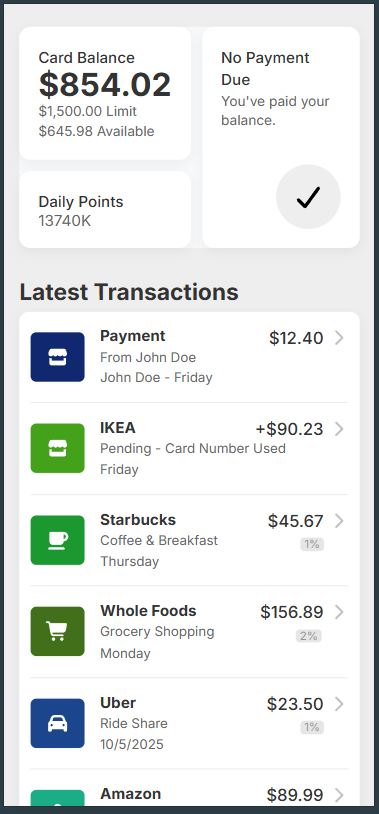 Card Balance
$854.02
$1,500.00 Limit
$645.98 Available
No Payment
Due
You've paid your
balance.
Daily Points
13740K
Latest Transactions
Payment
$12.40
From John Doe
John Doe - Friday
IKEA
+$90.23
Pending - Card Number Used
Friday
Starbucks
$45.67
Coffee & Breakfast
1%
Thursday
Whole Foods
$156.89
Grocery Shopping
2%
Monday
Uber
$23.50
Ride Share
1%
10/5/2025
Amazon
$89.99